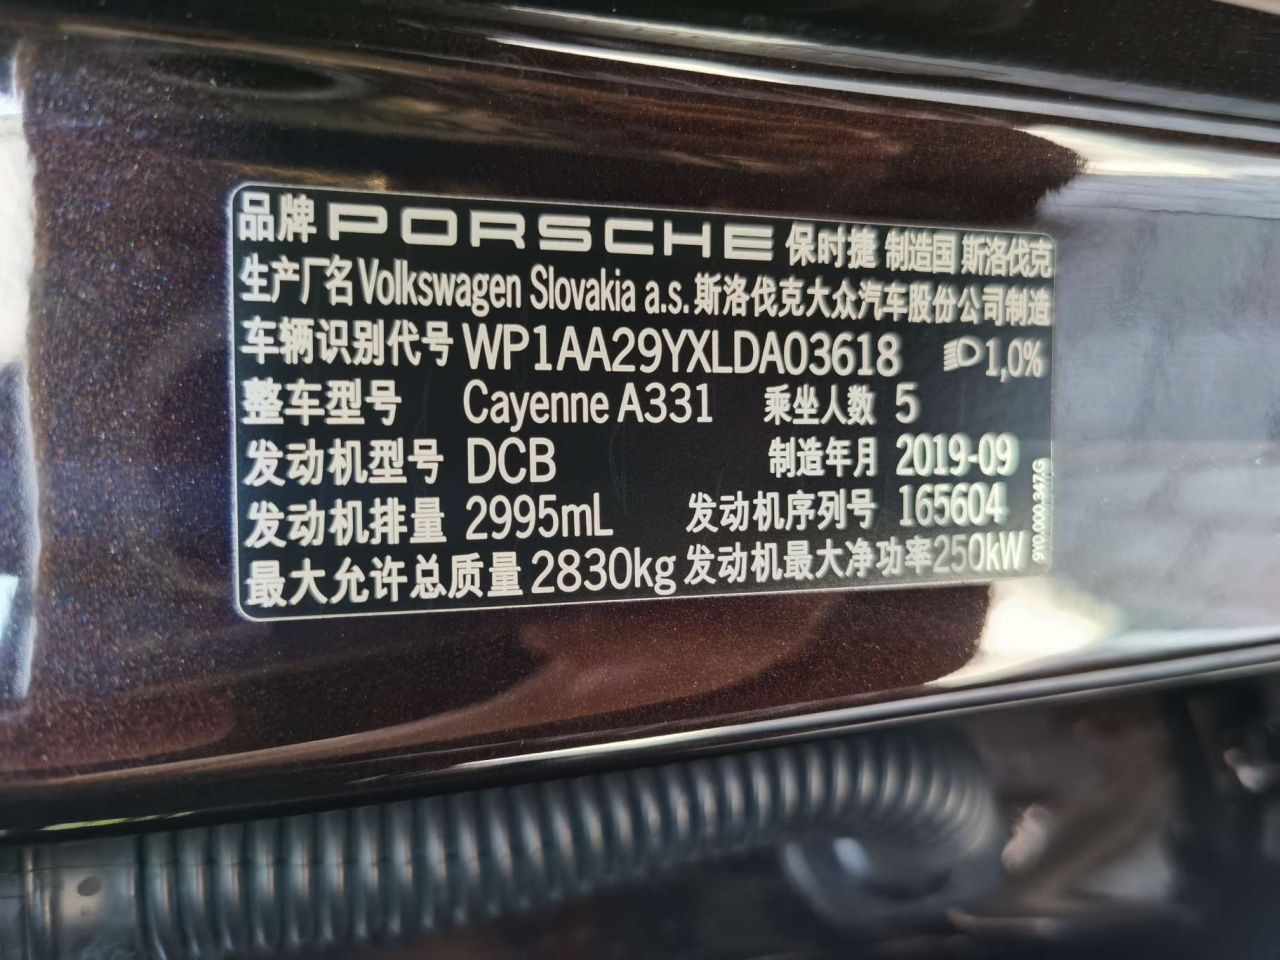 品牌 PORSCHE 保时捷 制造国 斯洛伐克
生产厂名 Volkswagen Slovakia a.s. 斯洛伐克大众汽车股份公司制造
车辆识别代号 WP1AA29YXLDA03618 1,0%
整车型号 Cayenne A331 乘坐人数 5
发动机型号 DCB 制造年月 2019-09
发动机排量 2995mL 发动机序列号 165604
最大允许总质量 2830kg 发动机最大净功率 250kW
9Y0.000.347.G